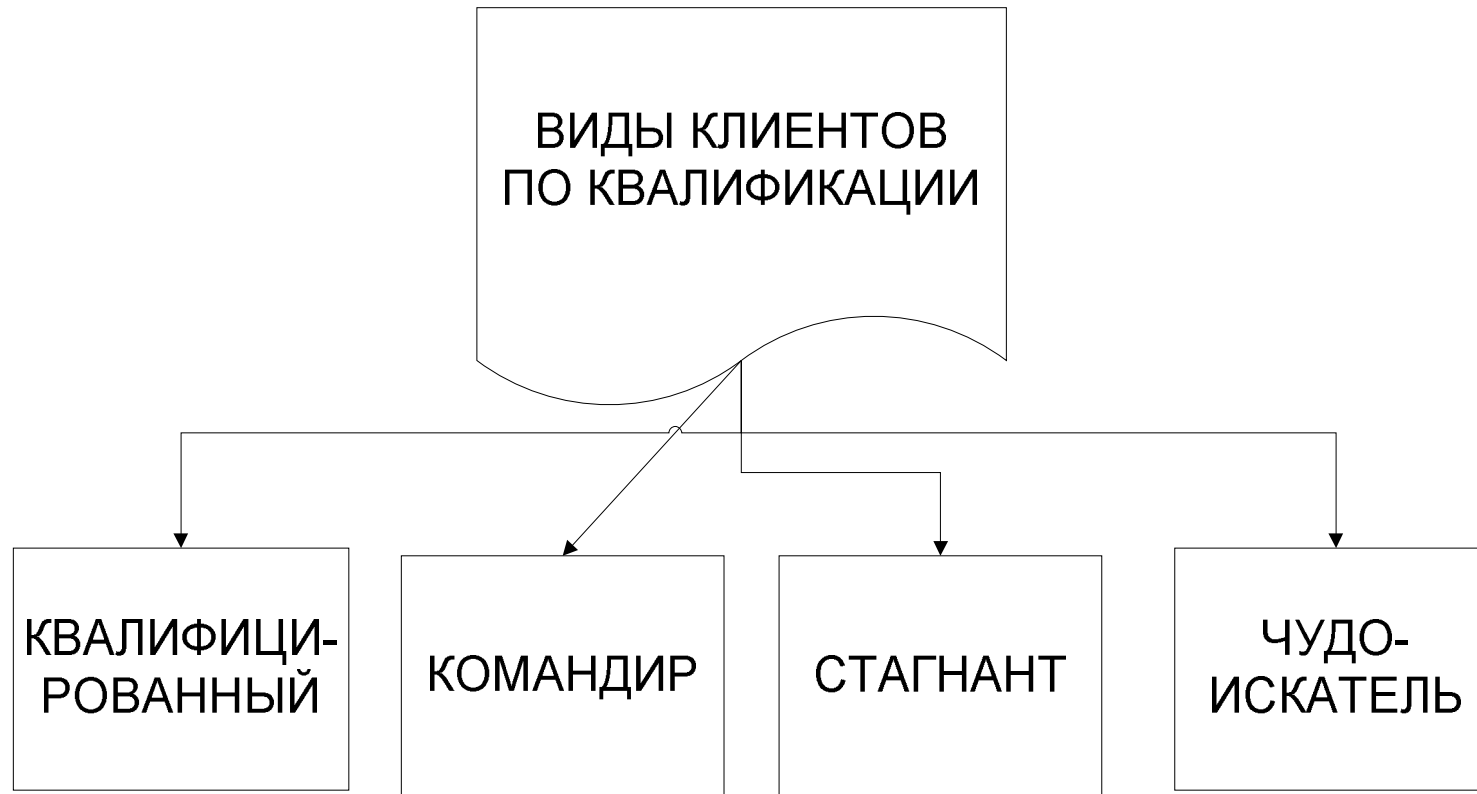 ВИДЫ КЛИЕНТОВ
ПО КВАЛИФИКАЦИИ
КВАЛИФИЦИ-
РОВАННЫЙ
КОМАНДИР
СТАГНАНТ
ЧУДО-
ИСКАТЕЛЬ